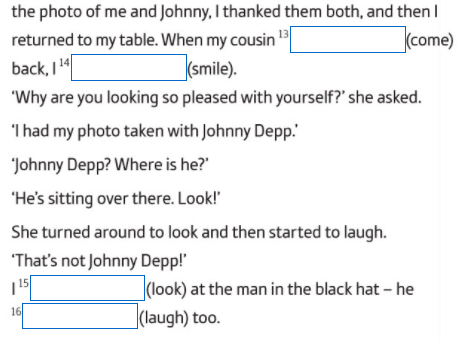 the photo of me and Johnny, I thanked them both, and then I
returned to my table. When my cousin 13 (come)
back, I 14 (smile).
‘Why are you looking so pleased with yourself?’ she asked.
‘I had my photo taken with Johnny Depp.’
‘Johnny Depp? Where is he?’
‘He’s sitting over there. Look!’
She turned around to look and then started to laugh.
‘That’s not Johnny Depp!’
I 15 (look) at the man in the black hat – he
16 (laugh) too.